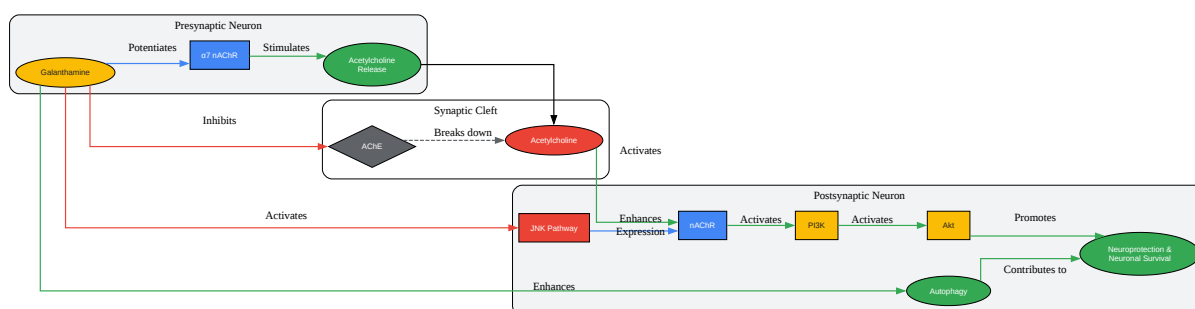 Presynaptic Neuron
Potentiates
Stimulates
α7 nAChR
Galanthamine
Acetylcholine
Release
Synaptic Cleft
Inhibits
Breaks down
AChE
Acetylcholine
Activates
Postsynaptic Neuron
Activates
JNK Pathway
Enhances
Expression
nAChR
Activates
PI3K
Activates
Akt
Promotes
Neuroprotection &
Neuronal Survival
Contributes to
Enhances
Autophagy